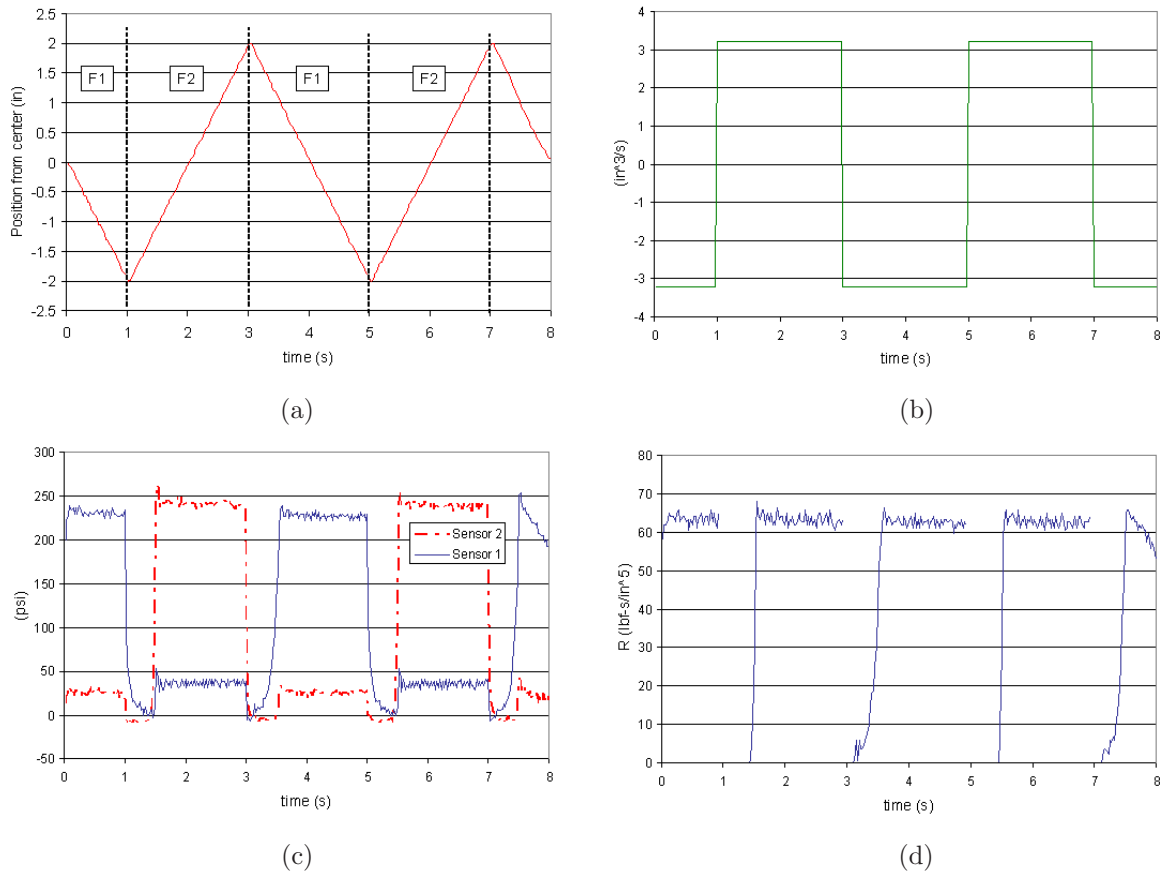 2.5
2
1.5
1
0.5
0
-0.5
-1
-1.5
-2
-2.5
Position from center (in)
F1
F2
F1
F2
0 1 2 3 4 5 6 7 8
time (s)
(a)
4
3
2
1
0
-1
-2
-3
-4
(in^3/s)
0 1 2 3 4 5 6 7 8
time (s)
(b)
300
250
200
150
100
50
0
-50
(psi)
Sensor 2
Sensor 1
0 1 2 3 4 5 6 7 8
time (s)
(c)
80
70
60
50
40
30
20
10
0
R (lbf-s/in^5)
0 1 2 3 4 5 6 7 8
time (s)
(d)